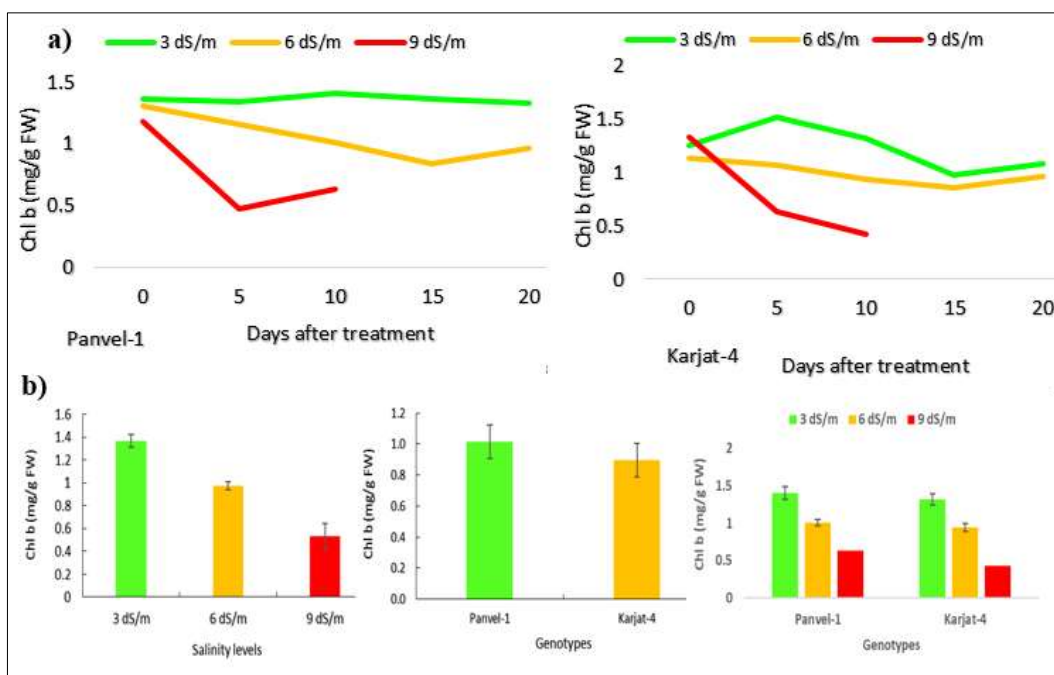 a)
3 dS/m 6 dS/m 9 dS/m
Chl b (mg/g FW)
1.5
1
0.5
0
0 5 10 15 20
Panvel-1
Days after treatment
3 dS/m 6 dS/m 9 dS/m
Chl b (mg/g FW)
2
1.5
1
0.5
0
0 5 10 15 20
Karjat-4
Days after treatment
b)
Chl b (mg/g FW)
1.6
1.4
1.2
1
0.8
0.6
0.4
0.2
0
3 dS/m 6 dS/m 9 dS/m
Salinity levels
Chl b (mg/g FW)
1.2
1.0
0.8
0.6
0.4
0.2
0.0
Panvel-1 Karjat-4
Genotypes
3 dS/m 6 dS/m 9 dS/m
Chl b (mg/g FW)
2
1.5
1
0.5
0
Panvel-1 Karjat-4
Genotypes